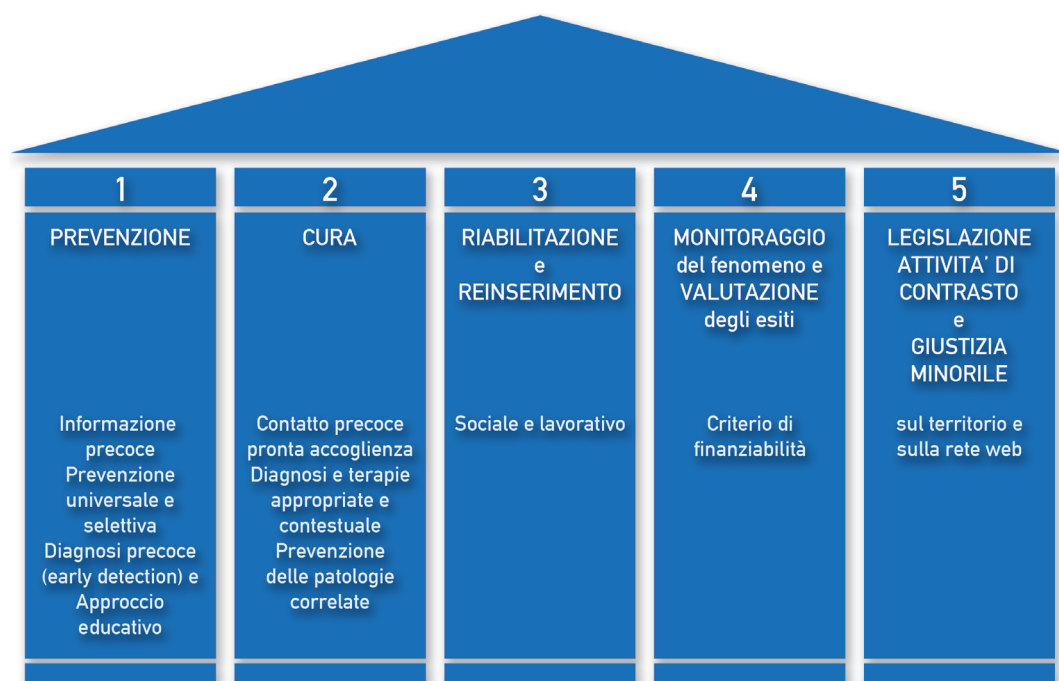 1
PREVENZIONE
Informazione
precoce
Prevenzione
universale e
selettiva
Diagnosi precoce
(early detection) e
Approccio
educativo
2
CURA
Contatto precoce
pronta accoglienza
Diagnosi e terapie
appropriate e
contestuale
Prevenzione
delle patologie
correlate
3
RIABILITAZIONE
e
REINSERIMENTO
Sociale e lavorativo
4
MONITORAGGIO
del fenomeno e
VALUTAZIONE
degli esiti
Criterio di
finanziabilità
5
LEGISLAZIONE
ATTIVITA' DI
CONTRASTO
e
GIUSTIZIA
MINORILE
sul territorio e
sulla rete web